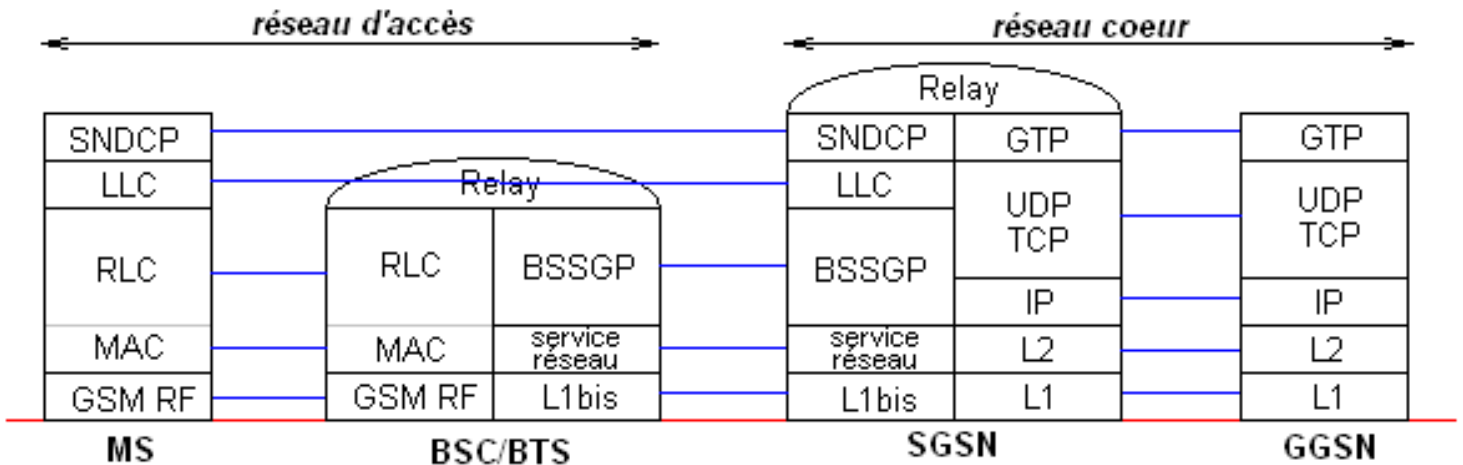 réseau d'accès
réseau coeur
Relay
SNDCP
SNDCP
GTP
GTP
LLC
Relay
LLC
UDP
TCP
UDP
TCP
RLC
RLC
BSSGP
BSSGP
IP
IP
MAC
MAC
service
réseau
service
réseau
L2
L2
GSM RF
GSM RF
L1bis
L1bis
L1
L1
MS
BSC/BTS
SGSN
GGSN